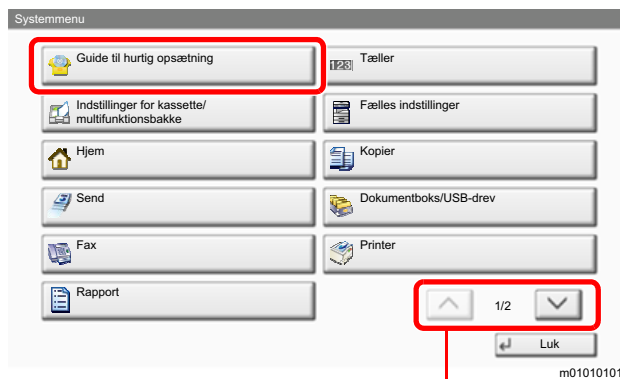 Systemmenu
Guide til hurtig opsætning
123 Tæller
Indstillinger for kassette/
multifunktionsbakke
Fælles indstillinger
Hjem
Kopier
Send
Dokumentboks/USB-drev
Fax
Printer
Rapport
1/2
Luk
m01010101